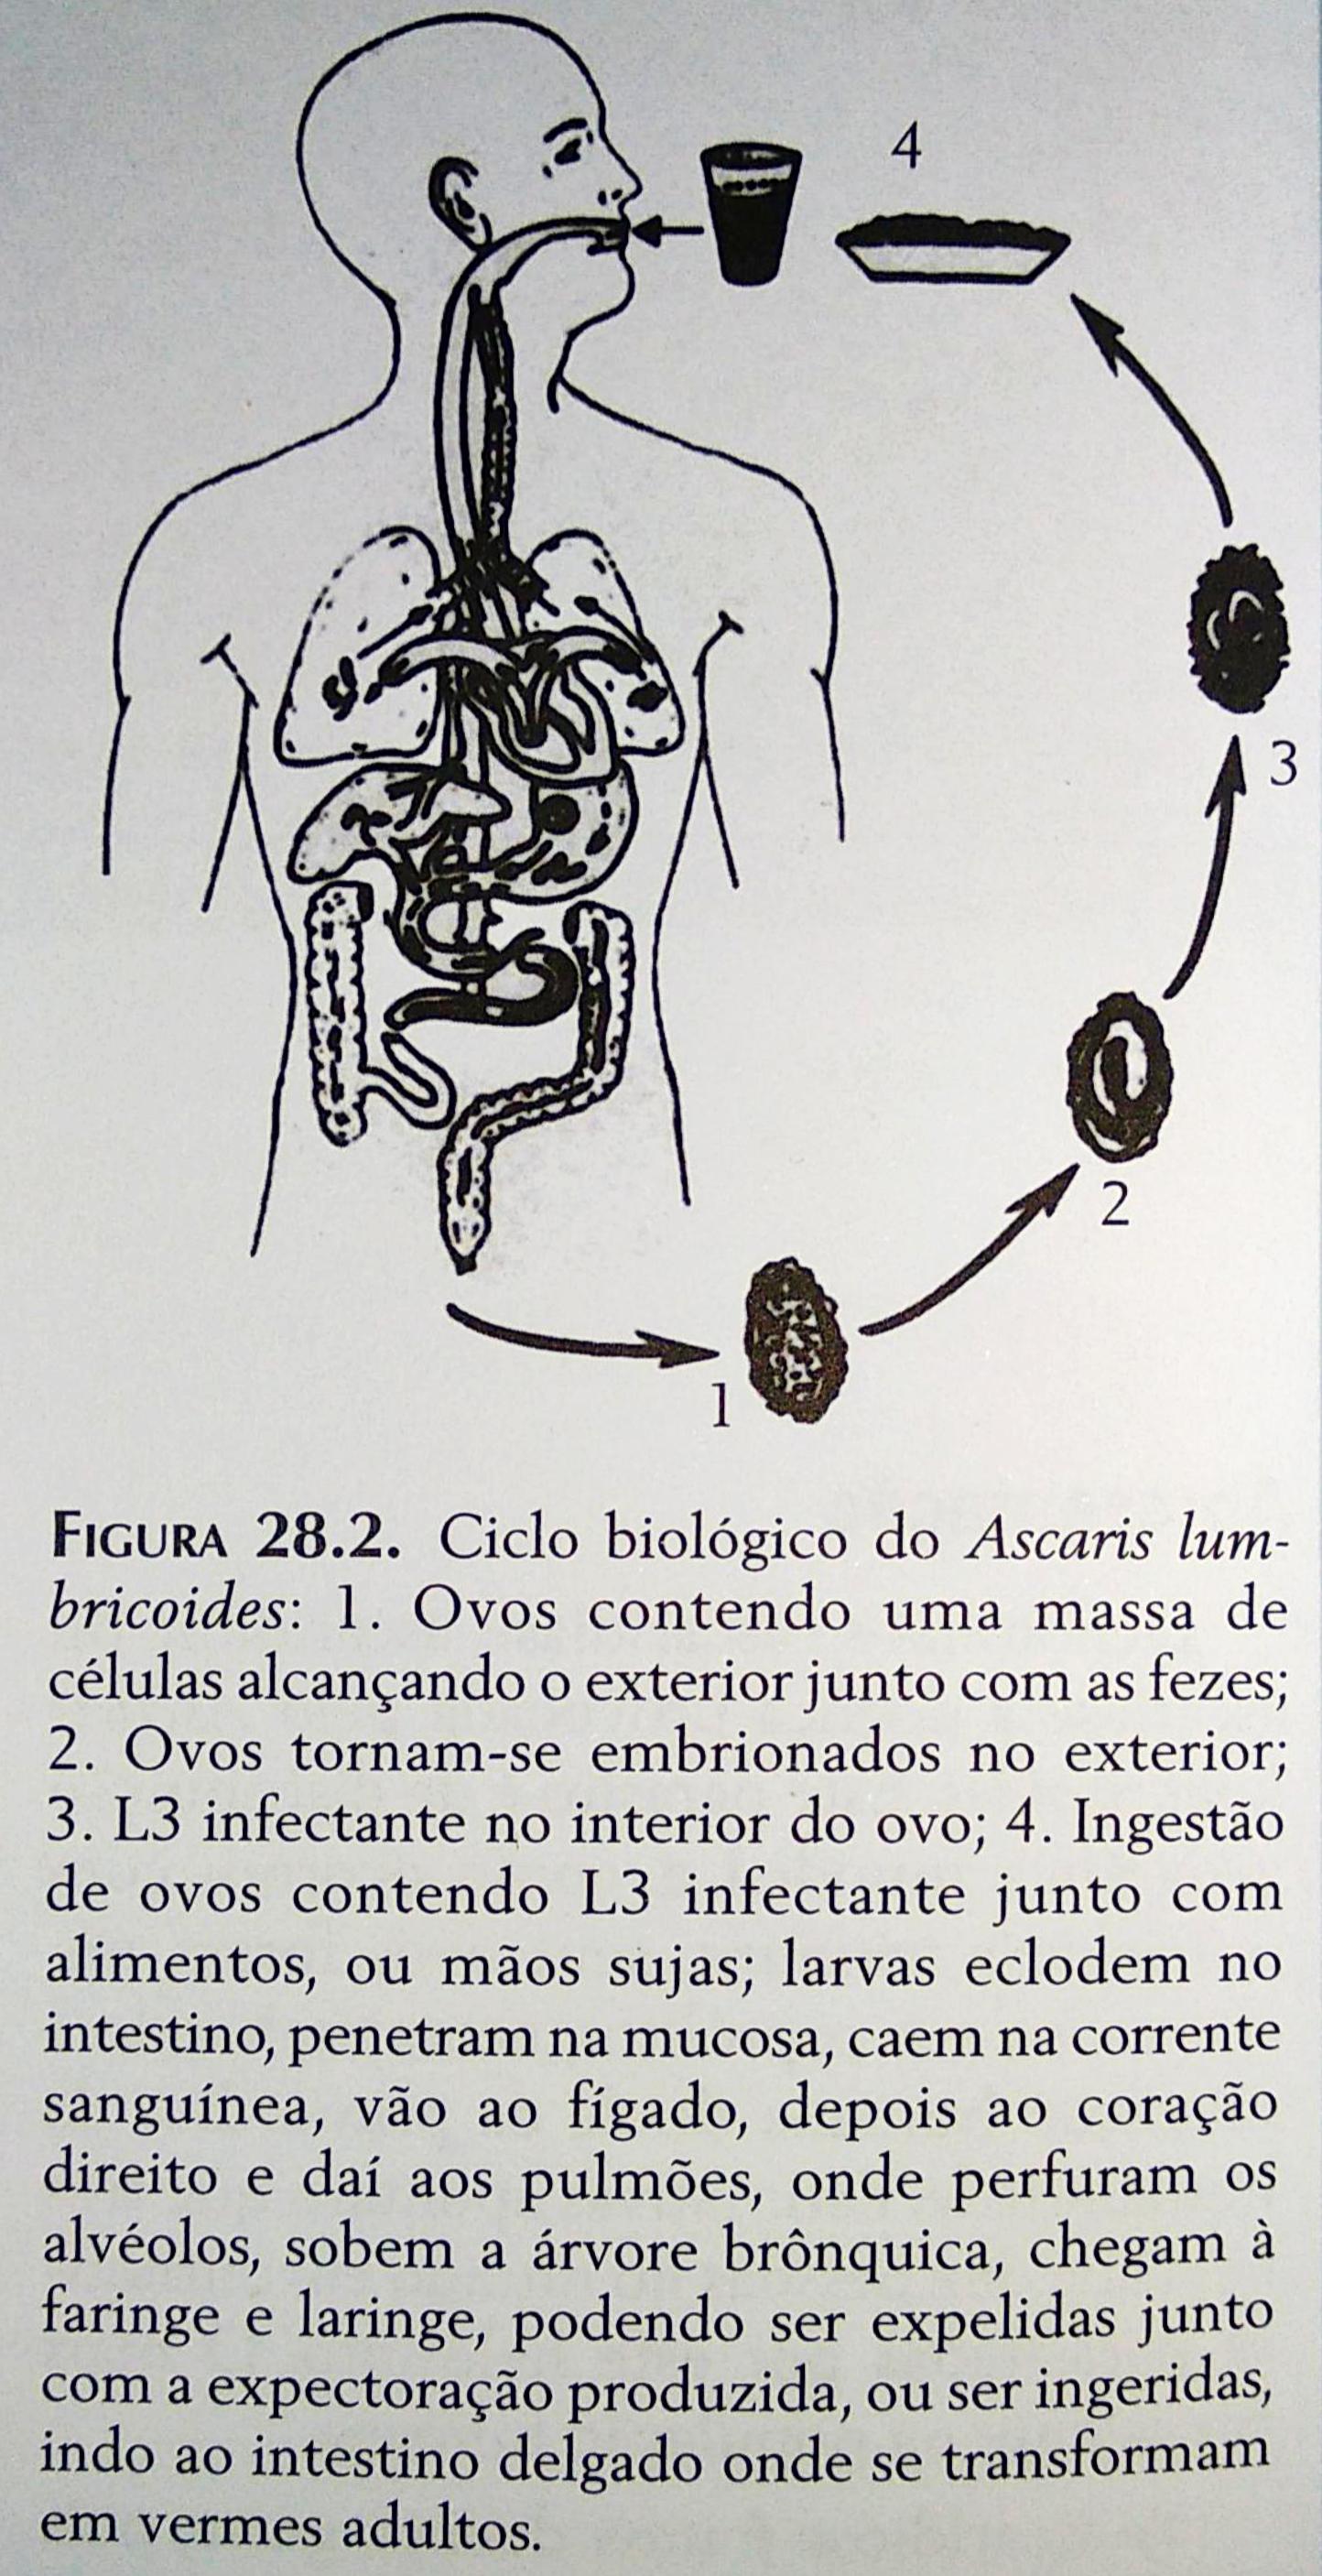 4
3
2
1
FIGURA 28.2. Ciclo biológico do Ascaris lum-
bricoides: 1. Ovos contendo uma massa de
células alcançando o exterior junto com as fezes;
2. Ovos tornam-se embrionados no exterior;
3. L3 infectante no interior do ovo; 4. Ingestão
de ovos contendo L3 infectante junto com
alimentos, ou mãos sujas; larvas eclodem no
intestino, penetram na mucosa, caem na corrente
sanguínea, vão ao fígado, depois ao coração
direito e daí aos pulmões, onde perfuram os
alvéolos, sobem a árvore brônquica, chegam à
faringe e laringe, podendo ser expelidas junto
com a expectoração produzida, ou ser ingeridas,
indo ao intestino delgado onde se transformam
em vermes adultos.